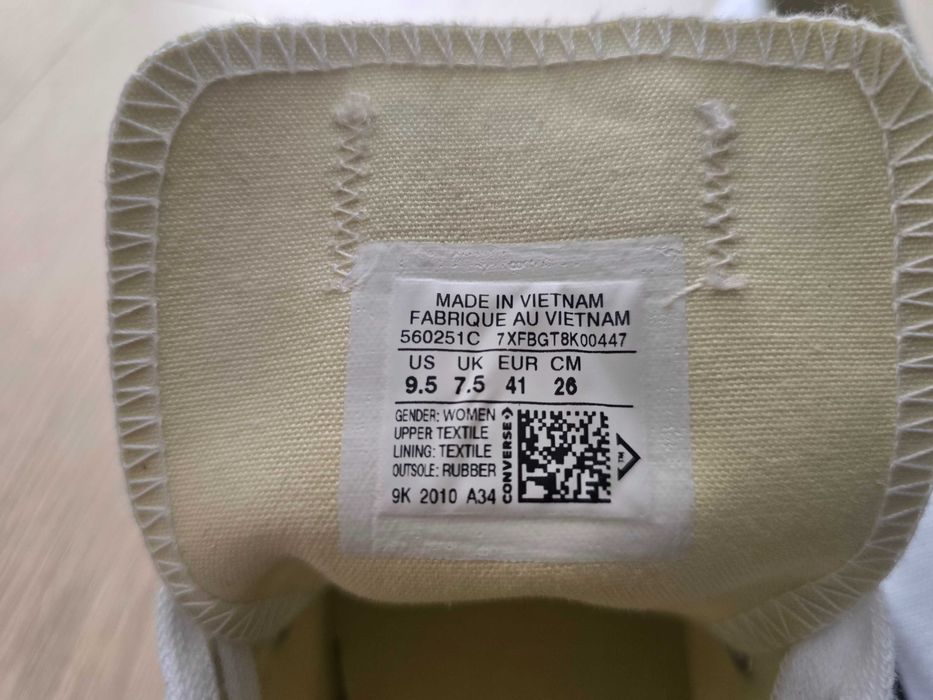 MADE IN VIETNAM
FABRIQUE AU VIETNAM
560251C 7XFBGT8K00447
US UK EUR CM
9.5 7.5 41 26
GENDER: WOMEN
UPPER TEXTILE
LINING: TEXTILE
OUTSOLE: RUBBER
9K 2010 A34
CONVERSE
TM